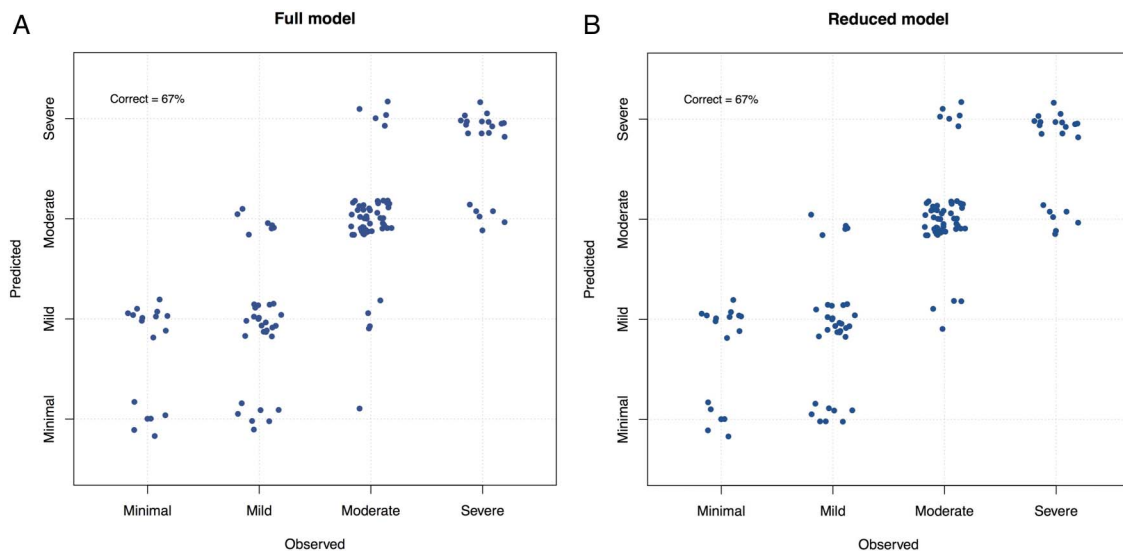 A
Full model
Correct = 67%
Predicted
Severe
Moderate
Mild
Minimal
Minimal Mild Moderate Severe
Observed
B
Reduced model
Correct = 67%
Predicted
Severe
Moderate
Mild
Minimal
Minimal Mild Moderate Severe
Observed